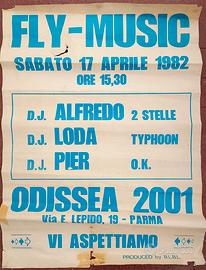 FLY-MUSIC
SABATO 17 APRILE 1982
ORE 15,30
D.J. ALFREDO 2 STELLE
D.J. LODA TYPHOON
D.J. PIER O.K.
ODISSEA 2001
Via E. LEPIDO, 19 - PARMA
VI ASPETTIAMO
PRODUCED by